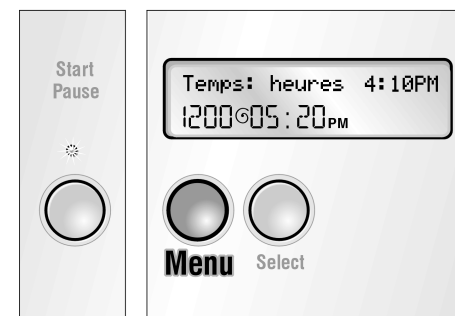 Start
Pause
Temps: heures 4:10PM
1200 05:20PM
Menu
Select